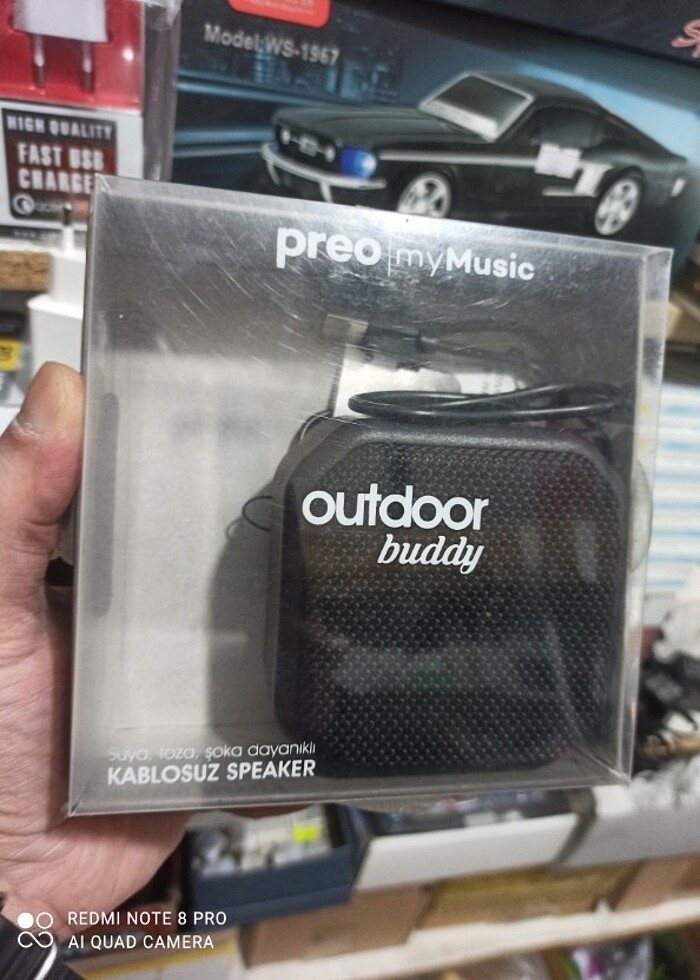 Model:WS-1967
HIGH QUALITY
FAST USB
CHARGE
preo | myMusic
outdoor
buddy
Suya, toza, şoka dayanıklı
KABLOSUZ SPEAKER
REDMI NOTE 8 PRO
AI QUAD CAMERA